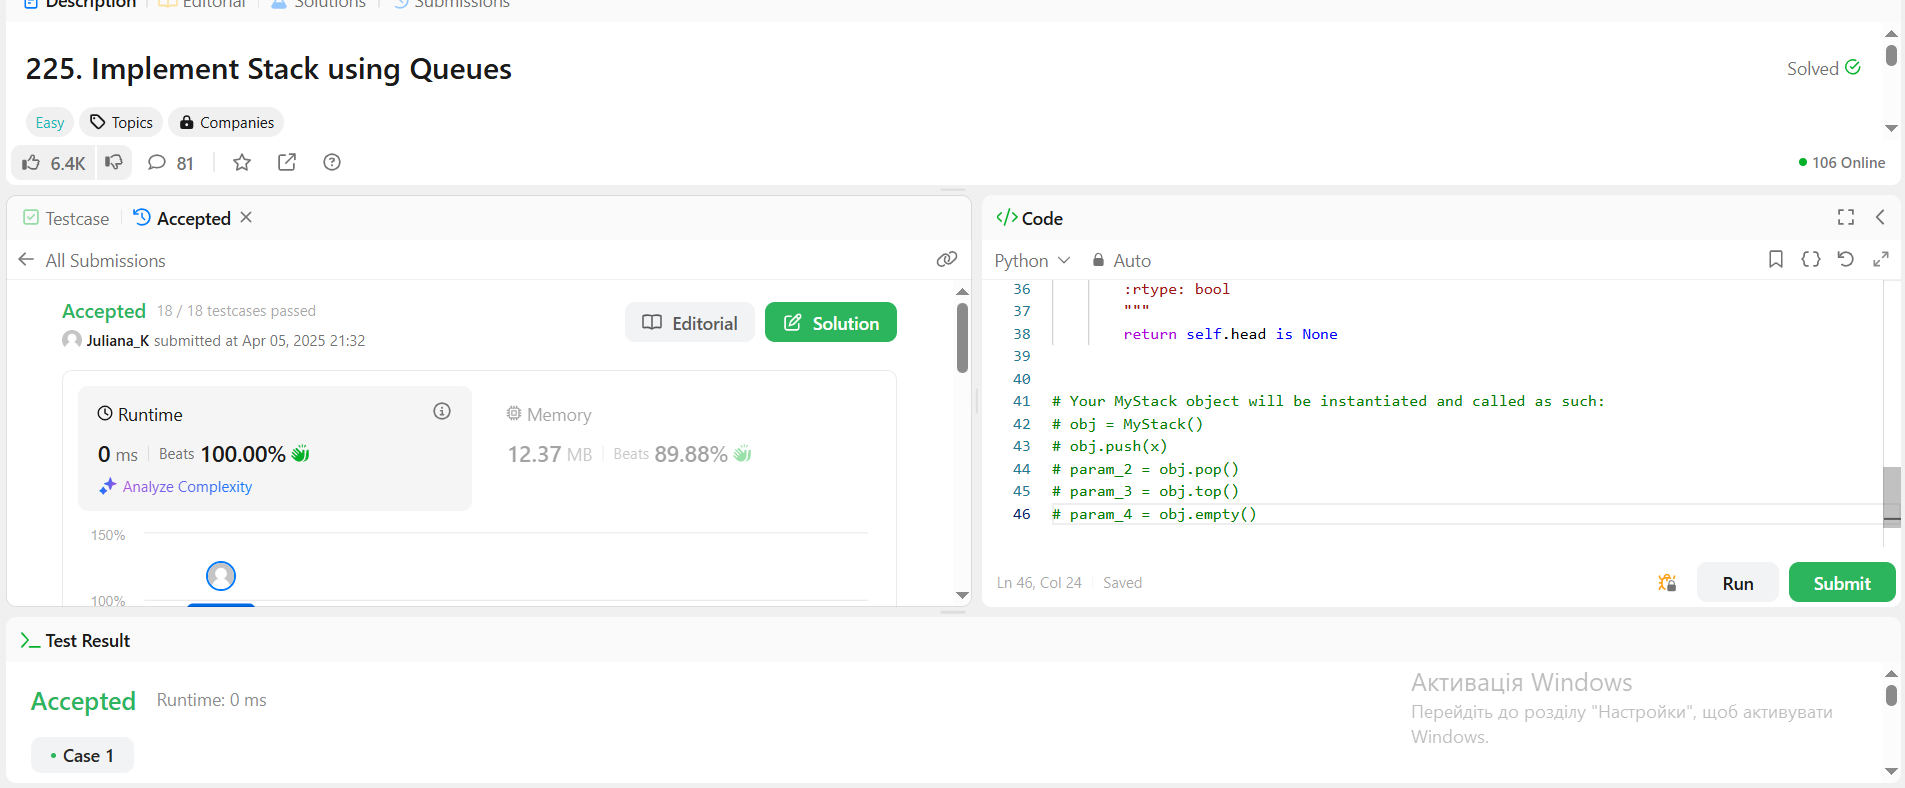 Description Editorial Solutions Submissions
225. Implement Stack using Queues
Solved
Easy Topics Companies
6.4K 81
106 Online
Testcase Accepted
All Submissions
Accepted 18 / 18 testcases passed
Juliana_K submitted at Apr 05, 2025 21:32
Editorial Solution
Runtime
0 ms Beats 100.00%
Analyze Complexity
Memory
12.37 MB Beats 89.88%
150%
100%
</> Code
Python Auto
36 :rtype: bool
37 """
38 return self.head is None
39
40
41 # Your MyStack object will be instantiated and called as such:
42 # obj = MyStack()
43 # obj.push(x)
44 # param_2 = obj.pop()
45 # param_3 = obj.top()
46 # param_4 = obj.empty()
Ln 46, Col 24 Saved
Run Submit
Test Result
Accepted Runtime: 0 ms
Case 1
Активація Windows
Перейдіть до розділу "Настройки", щоб активувати
Windows.